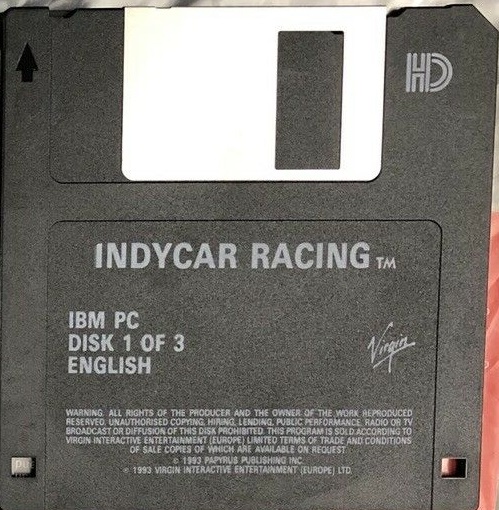 HD
INDYCAR RACING TM
IBM PC
DISK 1 OF 3
ENGLISH
Virgin
WARNING. ALL RIGHTS OF THE PRODUCER AND THE OWNER OF THE WORK REPRODUCED
RESERVED. UNAUTHORISED COPYING, HIRING, LENDING, PUBLIC PERFORMANCE, RADIO OR TV
BROADCAST OR DIFFUSION OF THIS DISK PROHIBITED. THIS PROGRAM IS SOLD ACCORDING TO
VIRGIN INTERACTIVE ENTERTAINMENT (EUROPE) LIMITED TERMS OF TRADE AND CONDITIONS
OF SALE COPIES OF WHICH ARE AVAILABLE ON REQUEST.
© 1993 PAPYRUS PUBLISHING INC.
© 1993 VIRGIN INTERACTIVE ENTERTAINMENT (EUROPE) LTD.